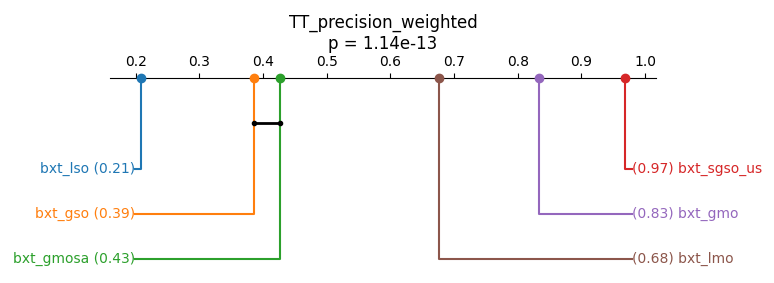 TT_precision_weighted
p = 1.14e-13
0.2 0.3 0.4 0.5 0.6 0.7 0.8 0.9 1.0
bxt_lso (0.21) (0.97) bxt_sgso_us
bxt_gso (0.39) (0.83) bxt_gmo
bxt_gmosa (0.43) (0.68) bxt_lmo